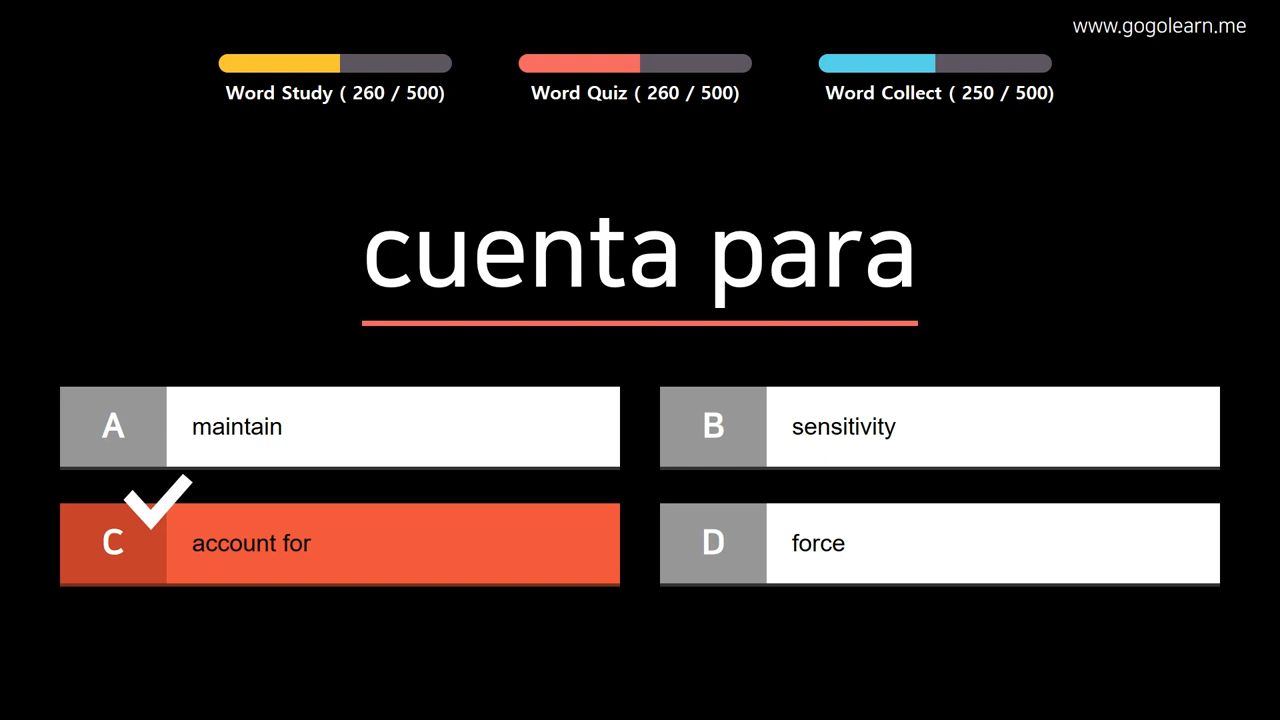 www.gogolearn.me
Word Study ( 260 / 500)
Word Quiz ( 260 / 500)
Word Collect ( 250 / 500)
cuenta para
A maintain
B sensitivity
C account for
D force